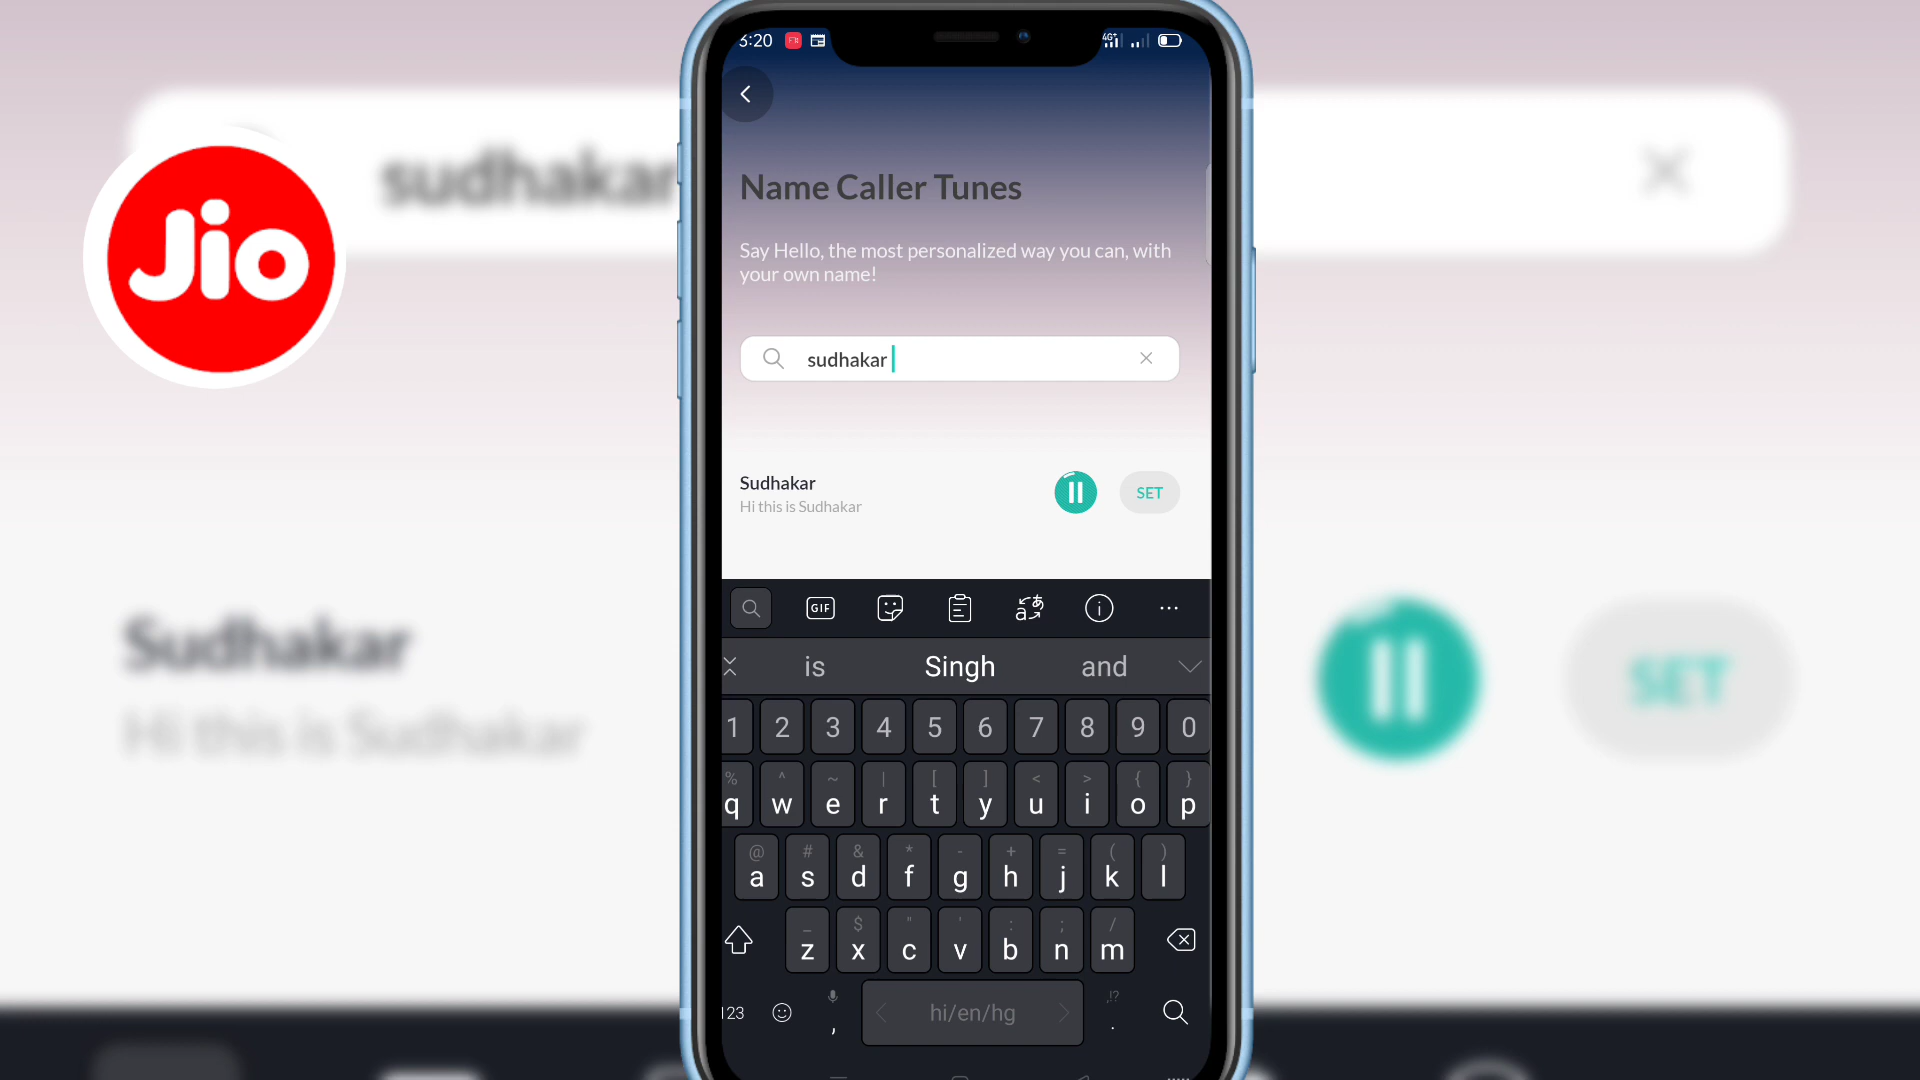 6:20
4G+
Name Caller Tunes
Say Hello, the most personalized way you can, with
your own name!
sudhakar
Sudhakar
Hi this is Sudhakar
SET
GIF
is Singh and
1 2 3 4 5 6 7 8 9 0
% ^ ~ | [ ] < > { }
q w e r t y u i o p
@ # & * - + = ( )
a s d f g h j k l
_ $ " ' : ; /
z x c v b n m
,!?
123 , hi/en/hg .
Jio
sudhakar
Sudhakar
Hi this is Sudhakar
SET